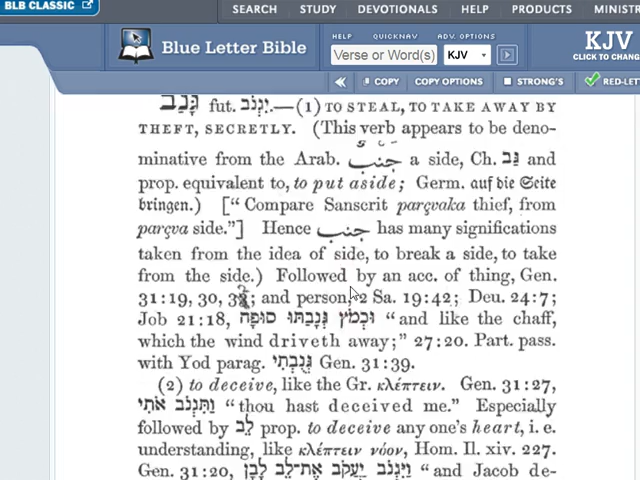 BLB CLASSIC
SEARCH STUDY DEVOTIONALS HELP PRODUCTS MINISTR
Blue Letter Bible
HELP QUICKNAV ADV. OPTIONS
Verse or Word(s) KJV
KJV
CLICK TO CHANG
COPY COPY OPTIONS STRONG'S RED-LET
גָּנַב fut. יִגְנֹב.—(1) TO STEAL, TO TAKE AWAY BY
THEFT, SECRETLY. (This verb appears to be deno-
minative from the Arab. جنب a side, Ch. גַּב and
prop. equivalent to, to put aside; Germ. auf die Seite
bringen.) ["Compare Sanscrit parçvaka thief, from
parçva side."] Hence جنب has many significations
taken from the idea of side, to break a side, to take
from the side.) Followed by an acc. of thing, Gen.
31:19, 30, and person, 2 Sa. 19:42; Deu. 24:7;
Job 21:18, וּכְמֹץ גְּנָבַתּוּ סוּפָה "and like the chaff,
which the wind driveth away;" 27:20. Part. pass.
with Yod parag. גְּנֻבְתִי Gen. 31:39.
(2) to deceive, like the Gr. κλέπτειν. Gen. 31:27,
וַתִּגְנֹב אֹתִי "thou hast deceived me." Especially
followed by לֵב prop. to deceive any one's heart, i. e.
understanding, like κλέπτειν νόον, Hom. Il. xiv. 227.
Gen. 31:20, וַיִּגְנֹב יַעֲקֹב אֶת־לֵב לָבָן "and Jacob de-